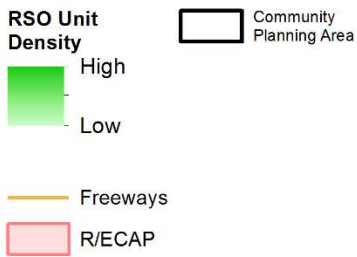 RSO Unit
Density
High
Low
Freeways
R/ECAP
Community
Planning Area